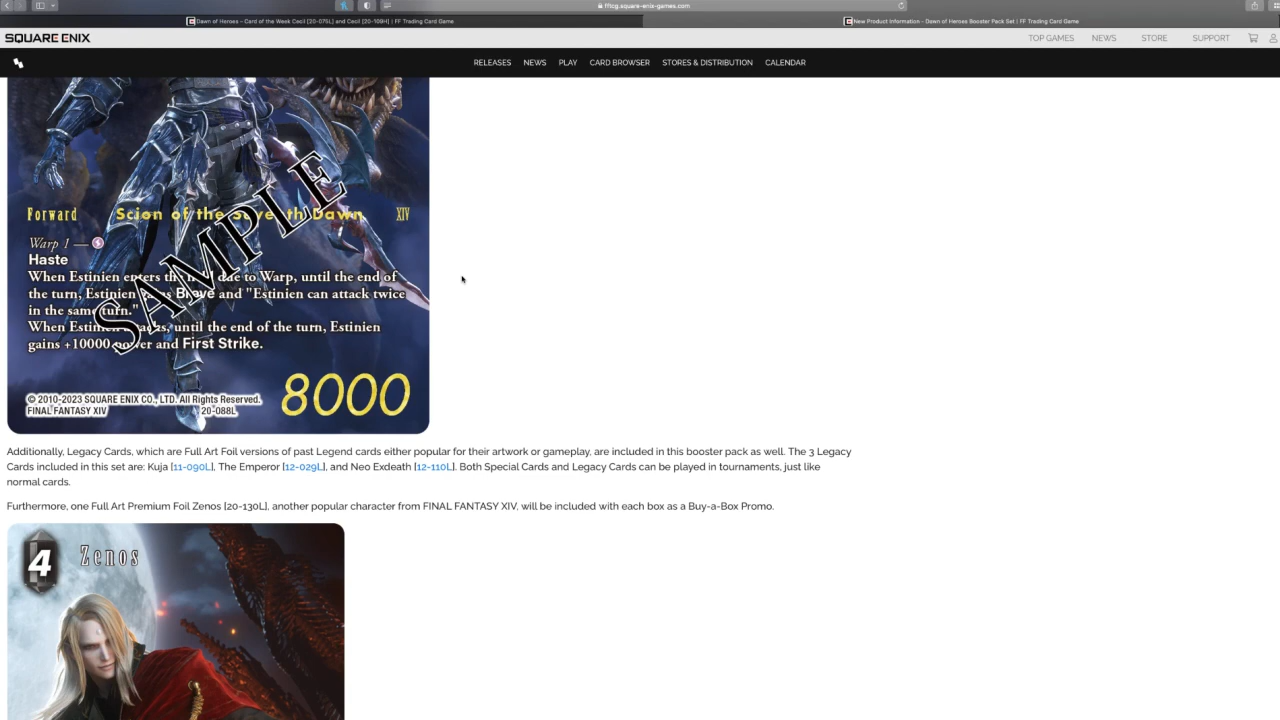 fftcg.square-enix-games.com
Dawn of Heroes – Card of the Week Cecil [20-075L] and Cecil [20-109H] | FF Trading Card Game
New Product Information – Dawn of Heroes Booster Pack Set | FF Trading Card Game
SQUARE ENIX
TOP GAMES NEWS STORE SUPPORT
RELEASES NEWS PLAY CARD BROWSER STORES & DISTRIBUTION CALENDAR
SAMPLE
Forward Scion of the Seventh Dawn XIV
Warp 1 —
Haste
When Estinien enters the field due to Warp, until the end of
the turn, Estinien gains Brave and "Estinien can attack twice
in the same turn."
When Estinien attacks, until the end of the turn, Estinien
gains +10000 power and First Strike.
8000
© 2010-2023 SQUARE ENIX CO., LTD. All Rights Reserved.
FINAL FANTASY XIV 20-088L
Additionally, Legacy Cards, which are Full Art Foil versions of past Legend cards either popular for their artwork or gameplay, are included in this booster pack as well. The 3 Legacy
Cards included in this set are: Kuja [11-090L], The Emperor [12-029L], and Neo Exdeath [12-110L]. Both Special Cards and Legacy Cards can be played in tournaments, just like
normal cards.
Furthermore, one Full Art Premium Foil Zenos [20-130L], another popular character from FINAL FANTASY XIV, will be included with each box as a Buy-a-Box Promo.
4 Zenos